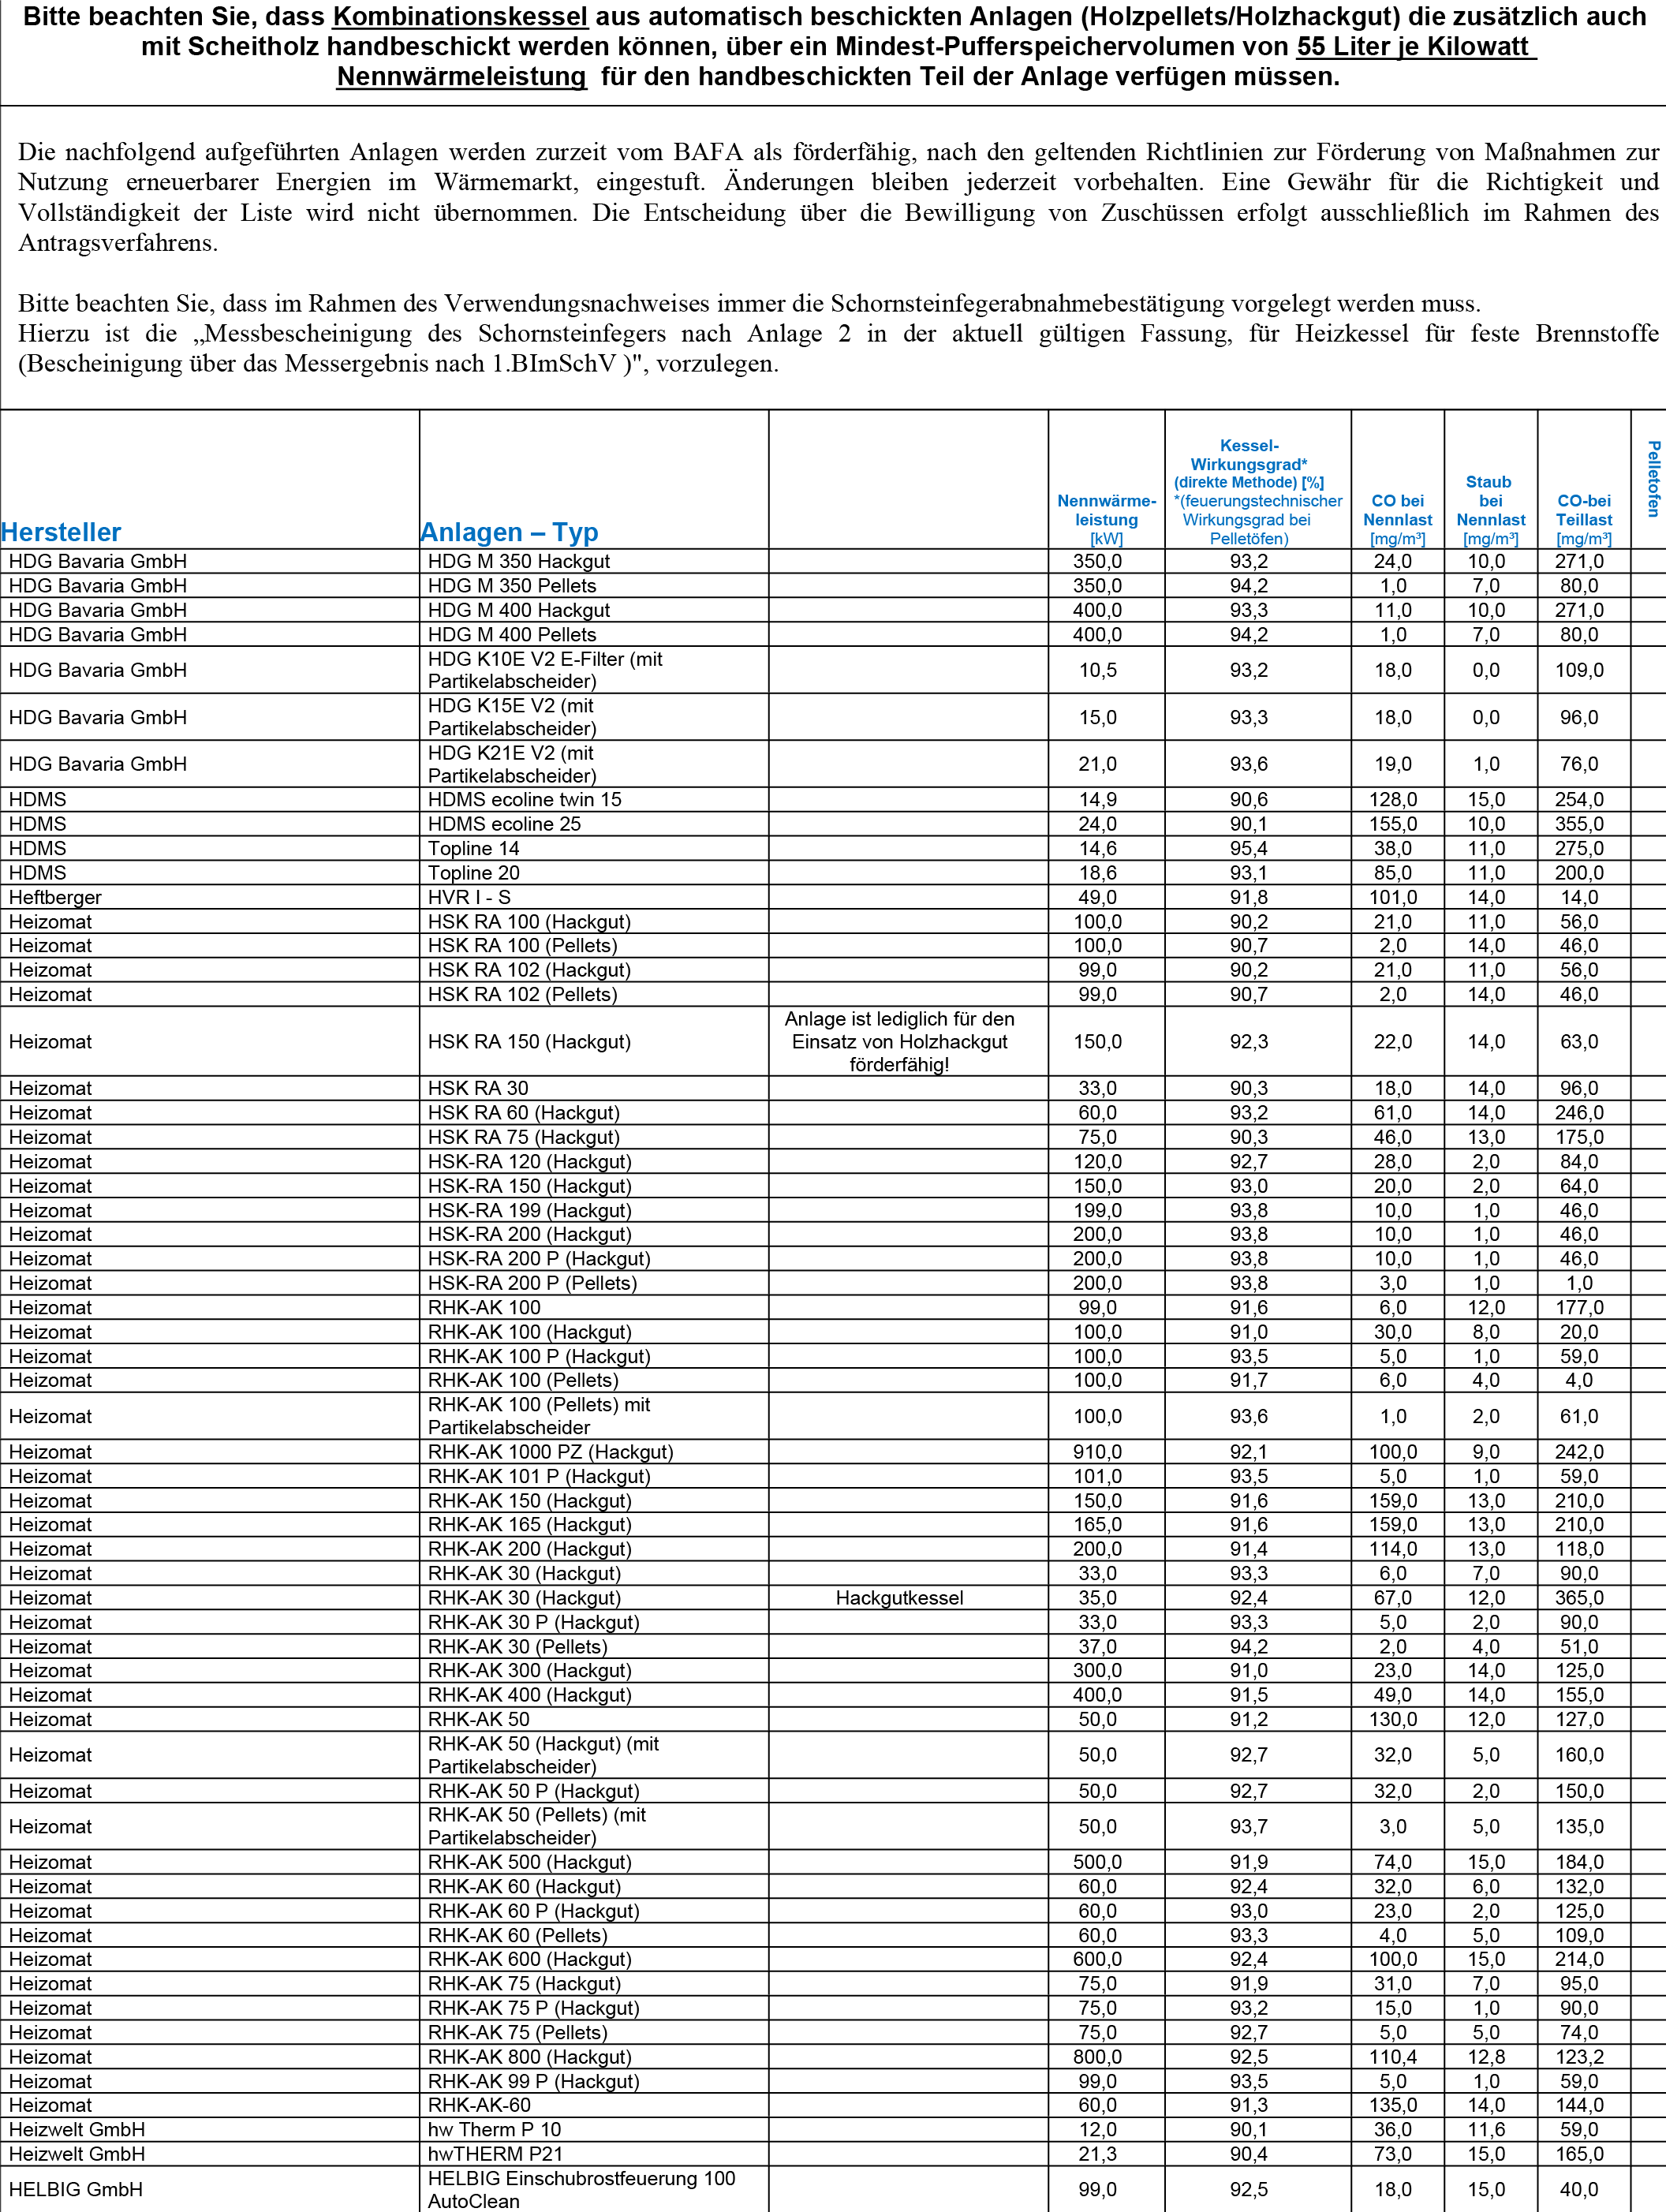 Bitte beachten Sie, dass Kombinationskessel aus automatisch beschickten Anlagen (Holzpellets/Holzhackgut) die zusätzlich auch
mit Scheitholz handbeschickt werden können, über ein Mindest-Pufferspeichervolumen von 55 Liter je Kilowatt
Nennwärmeleistung für den handbeschickten Teil der Anlage verfügen müssen.
Die nachfolgend aufgeführten Anlagen werden zurzeit vom BAFA als förderfähig, nach den geltenden Richtlinien zur Förderung von Maßnahmen zur
Nutzung erneuerbarer Energien im Wärmemarkt, eingestuft. Änderungen bleiben jederzeit vorbehalten. Eine Gewähr für die Richtigkeit und
Vollständigkeit der Liste wird nicht übernommen. Die Entscheidung über die Bewilligung von Zuschüssen erfolgt ausschließlich im Rahmen des
Antragsverfahrens.
Bitte beachten Sie, dass im Rahmen des Verwendungsnachweises immer die Schornsteinfegerabnahmebestätigung vorgelegt werden muss.
Hierzu ist die „Messbescheinigung des Schornsteinfegers nach Anlage 2 in der aktuell gültigen Fassung, für Heizkessel für feste Brennstoffe
(Bescheinigung über das Messergebnis nach 1.BImSchV )", vorzulegen.
Hersteller
Anlagen – Typ
Nennwärme-
leistung
[kW]
Kessel-
Wirkungsgrad*
(direkte Methode) [%]
*(feuerungstechnischer
Wirkungsgrad bei
Pelletöfen)
CO bei
Nennlast
[mg/m³]
Staub
bei
Nennlast
[mg/m³]
CO-bei
Teillast
[mg/m³]
Pelletofen
HDG Bavaria GmbH HDG M 350 Hackgut 350,0 93,2 24,0 10,0 271,0
HDG Bavaria GmbH HDG M 350 Pellets 350,0 94,2 1,0 7,0 80,0
HDG Bavaria GmbH HDG M 400 Hackgut 400,0 93,3 11,0 10,0 271,0
HDG Bavaria GmbH HDG M 400 Pellets 400,0 94,2 1,0 7,0 80,0
HDG Bavaria GmbH HDG K10E V2 E-Filter (mit
Partikelabscheider) 10,5 93,2 18,0 0,0 109,0
HDG Bavaria GmbH HDG K15E V2 (mit
Partikelabscheider) 15,0 93,3 18,0 0,0 96,0
HDG Bavaria GmbH HDG K21E V2 (mit
Partikelabscheider) 21,0 93,6 19,0 1,0 76,0
HDMS HDMS ecoline twin 15 14,9 90,6 128,0 15,0 254,0
HDMS HDMS ecoline 25 24,0 90,1 155,0 10,0 355,0
HDMS Topline 14 14,6 95,4 38,0 11,0 275,0
HDMS Topline 20 18,6 93,1 85,0 11,0 200,0
Heftberger HVR I - S 49,0 91,8 101,0 14,0 14,0
Heizomat HSK RA 100 (Hackgut) 100,0 90,2 21,0 11,0 56,0
Heizomat HSK RA 100 (Pellets) 100,0 90,7 2,0 14,0 46,0
Heizomat HSK RA 102 (Hackgut) 99,0 90,2 21,0 11,0 56,0
Heizomat HSK RA 102 (Pellets) 99,0 90,7 2,0 14,0 46,0
Anlage ist lediglich für den
Heizomat HSK RA 150 (Hackgut) Einsatz von Holzhackgut 150,0 92,3 22,0 14,0 63,0
förderfähig!
Heizomat HSK RA 30 33,0 90,3 18,0 14,0 96,0
Heizomat HSK RA 60 (Hackgut) 60,0 93,2 61,0 14,0 246,0
Heizomat HSK RA 75 (Hackgut) 75,0 90,3 46,0 13,0 175,0
Heizomat HSK-RA 120 (Hackgut) 120,0 92,7 28,0 2,0 84,0
Heizomat HSK-RA 150 (Hackgut) 150,0 93,0 20,0 2,0 64,0
Heizomat HSK-RA 199 (Hackgut) 199,0 93,8 10,0 1,0 46,0
Heizomat HSK-RA 200 (Hackgut) 200,0 93,8 10,0 1,0 46,0
Heizomat HSK-RA 200 P (Hackgut) 200,0 93,8 10,0 1,0 46,0
Heizomat HSK-RA 200 P (Pellets) 200,0 93,8 3,0 1,0 1,0
Heizomat RHK-AK 100 99,0 91,6 6,0 12,0 177,0
Heizomat RHK-AK 100 (Hackgut) 100,0 91,0 30,0 8,0 20,0
Heizomat RHK-AK 100 P (Hackgut) 100,0 93,5 5,0 1,0 59,0
Heizomat RHK-AK 100 (Pellets) 100,0 91,7 6,0 4,0 4,0
Heizomat RHK-AK 100 (Pellets) mit
Partikelabscheider 100,0 93,6 1,0 2,0 61,0
Heizomat RHK-AK 1000 PZ (Hackgut) 910,0 92,1 100,0 9,0 242,0
Heizomat RHK-AK 101 P (Hackgut) 101,0 93,5 5,0 1,0 59,0
Heizomat RHK-AK 150 (Hackgut) 150,0 91,6 159,0 13,0 210,0
Heizomat RHK-AK 165 (Hackgut) 165,0 91,6 159,0 13,0 210,0
Heizomat RHK-AK 200 (Hackgut) 200,0 91,4 114,0 13,0 118,0
Heizomat RHK-AK 30 (Hackgut) 33,0 93,3 6,0 7,0 90,0
Heizomat RHK-AK 30 (Hackgut) Hackgutkessel 35,0 92,4 67,0 12,0 365,0
Heizomat RHK-AK 30 P (Hackgut) 33,0 93,3 5,0 2,0 90,0
Heizomat RHK-AK 30 (Pellets) 37,0 94,2 2,0 4,0 51,0
Heizomat RHK-AK 300 (Hackgut) 300,0 91,0 23,0 14,0 125,0
Heizomat RHK-AK 400 (Hackgut) 400,0 91,5 49,0 14,0 155,0
Heizomat RHK-AK 50 50,0 91,2 130,0 12,0 127,0
Heizomat RHK-AK 50 (Hackgut) (mit
Partikelabscheider) 50,0 92,7 32,0 5,0 160,0
Heizomat RHK-AK 50 P (Hackgut) 50,0 92,7 32,0 2,0 150,0
Heizomat RHK-AK 50 (Pellets) (mit
Partikelabscheider) 50,0 93,7 3,0 5,0 135,0
Heizomat RHK-AK 500 (Hackgut) 500,0 91,9 74,0 15,0 184,0
Heizomat RHK-AK 60 (Hackgut) 60,0 92,4 32,0 6,0 132,0
Heizomat RHK-AK 60 P (Hackgut) 60,0 93,0 23,0 2,0 125,0
Heizomat RHK-AK 60 (Pellets) 60,0 93,3 4,0 5,0 109,0
Heizomat RHK-AK 600 (Hackgut) 600,0 92,4 100,0 15,0 214,0
Heizomat RHK-AK 75 (Hackgut) 75,0 91,9 31,0 7,0 95,0
Heizomat RHK-AK 75 P (Hackgut) 75,0 93,2 15,0 1,0 90,0
Heizomat RHK-AK 75 (Pellets) 75,0 92,7 5,0 5,0 74,0
Heizomat RHK-AK 800 (Hackgut) 800,0 92,5 110,4 12,8 123,2
Heizomat RHK-AK 99 P (Hackgut) 99,0 93,5 5,0 1,0 59,0
Heizomat RHK-AK-60 60,0 91,3 135,0 14,0 144,0
Heizwelt GmbH hw Therm P 10 12,0 90,1 36,0 11,6 59,0
Heizwelt GmbH hwTHERM P21 21,3 90,4 73,0 15,0 165,0
HELBIG GmbH HELBIG Einschubrostfeuerung 100
AutoClean 99,0 92,5 18,0 15,0 40,0